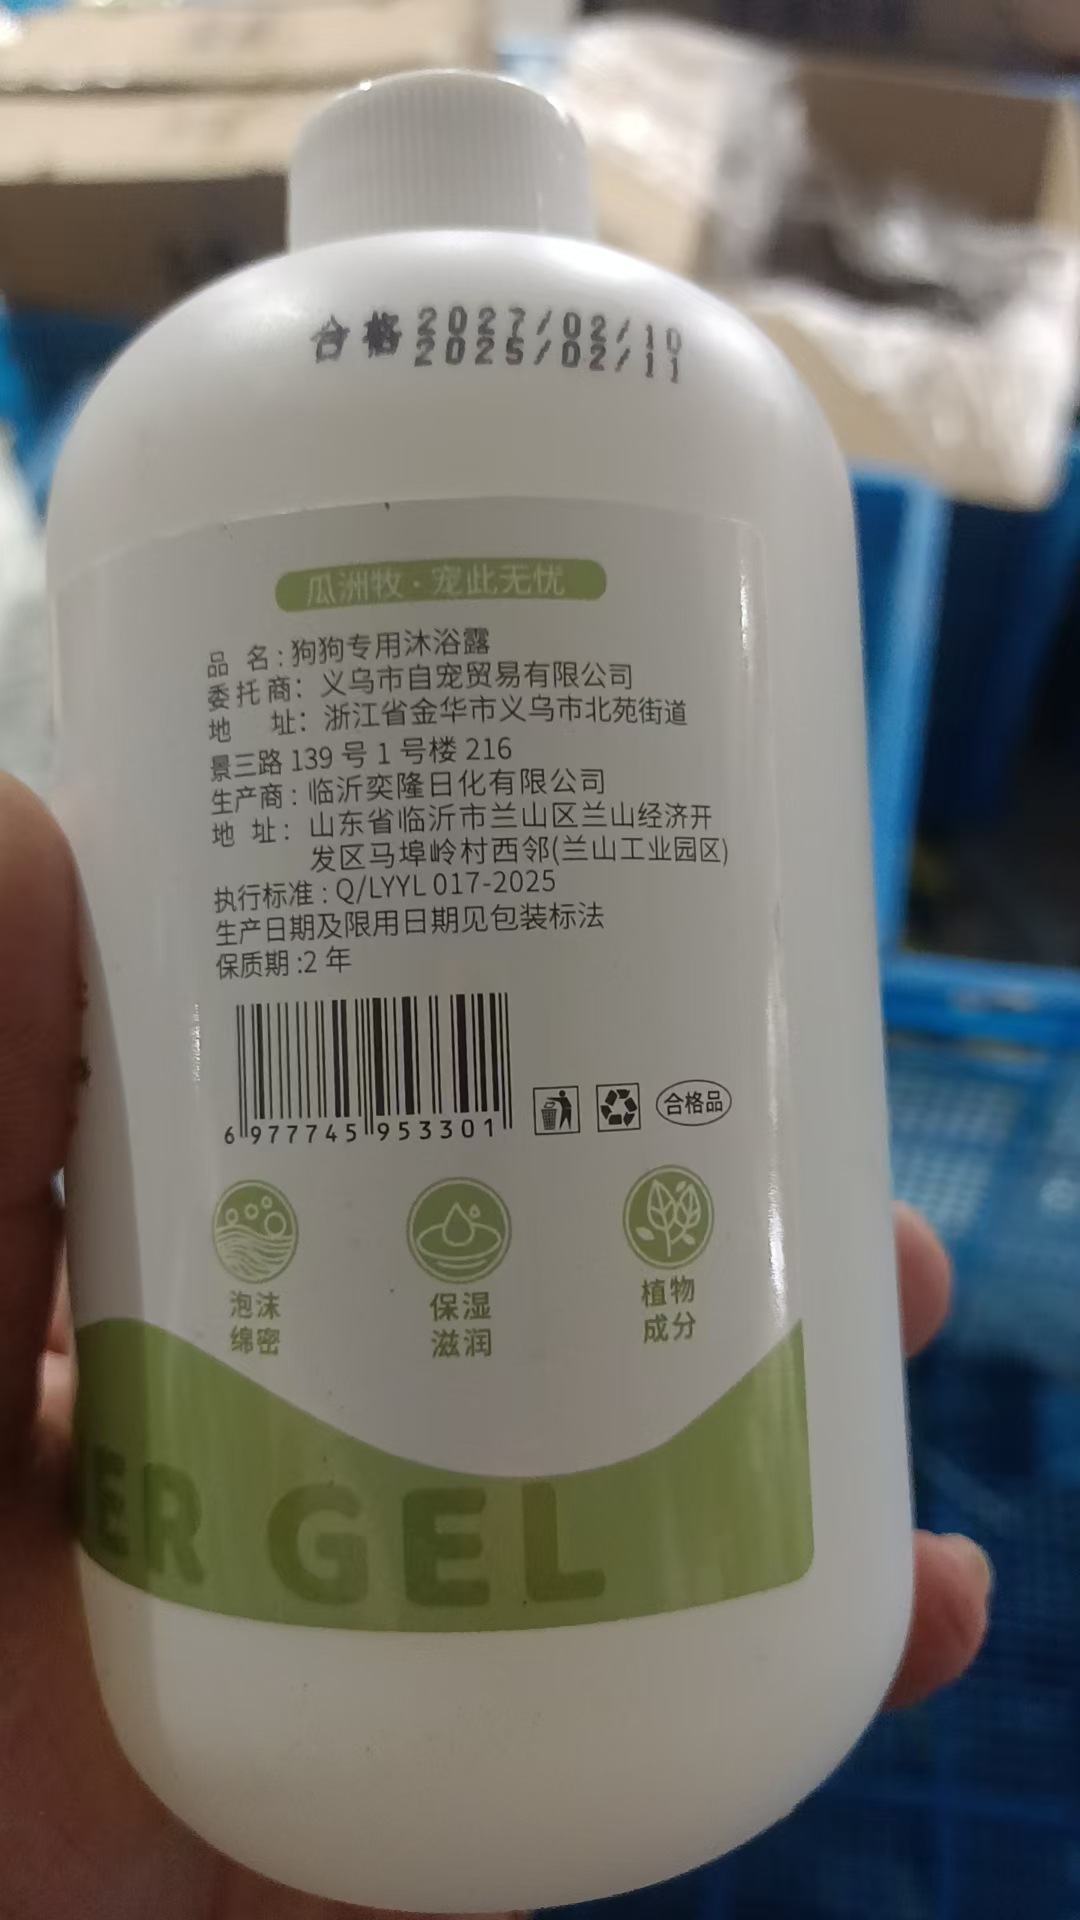 合格 2027/02/10
2025/02/11
瓜洲牧·宠此无忧
品 名:狗狗专用沐浴露
委托商:义乌市自宠贸易有限公司
地 址:浙江省金华市义乌市北苑街道
景三路 139 号 1 号楼 216
生产商:临沂奕隆日化有限公司
地 址:山东省临沂市兰山区兰山经济开
发区马埠岭村西邻(兰山工业园区)
执行标准:Q/LYYL 017-2025
生产日期及限用日期见包装标法
保质期:2 年
6 977745 953301
合格品
泡沫
绵密
保湿
滋润
植物
成分
ER GEL